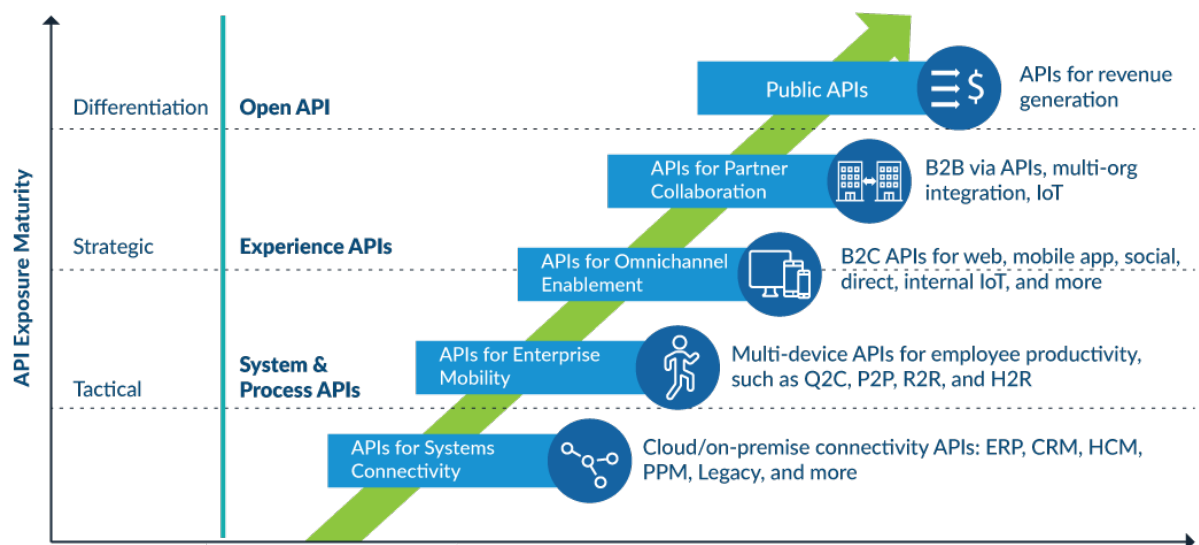 API Exposure Maturity
Differentiation
Open API
Public APIs
$
APIs for revenue
generation
APIs for Partner
Collaboration
B2B via APIs, multi-org
integration, IoT
Strategic
Experience APIs
APIs for Omnichannel
Enablement
B2C APIs for web, mobile app, social,
direct, internal IoT, and more
Tactical
System &
Process APIs
APIs for Enterprise
Mobility
Multi-device APIs for employee productivity,
such as Q2C, P2P, R2R, and H2R
APIs for Systems
Connectivity
Cloud/on-premise connectivity APIs: ERP, CRM, HCM,
PPM, Legacy, and more